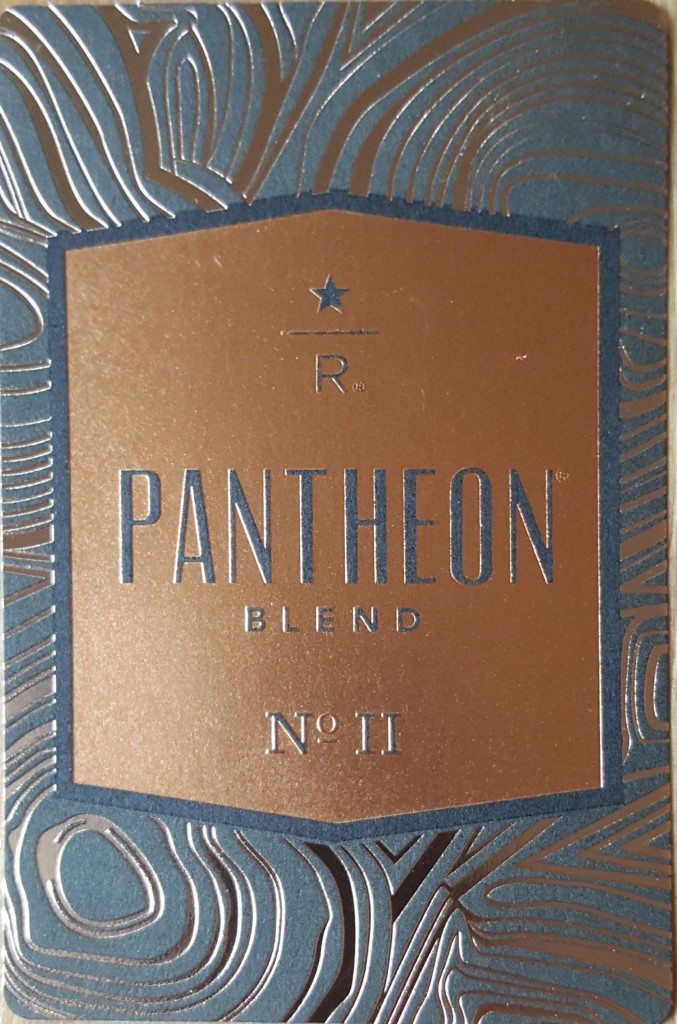 ★
R®
PANTHEON®
BLEND
Nº II